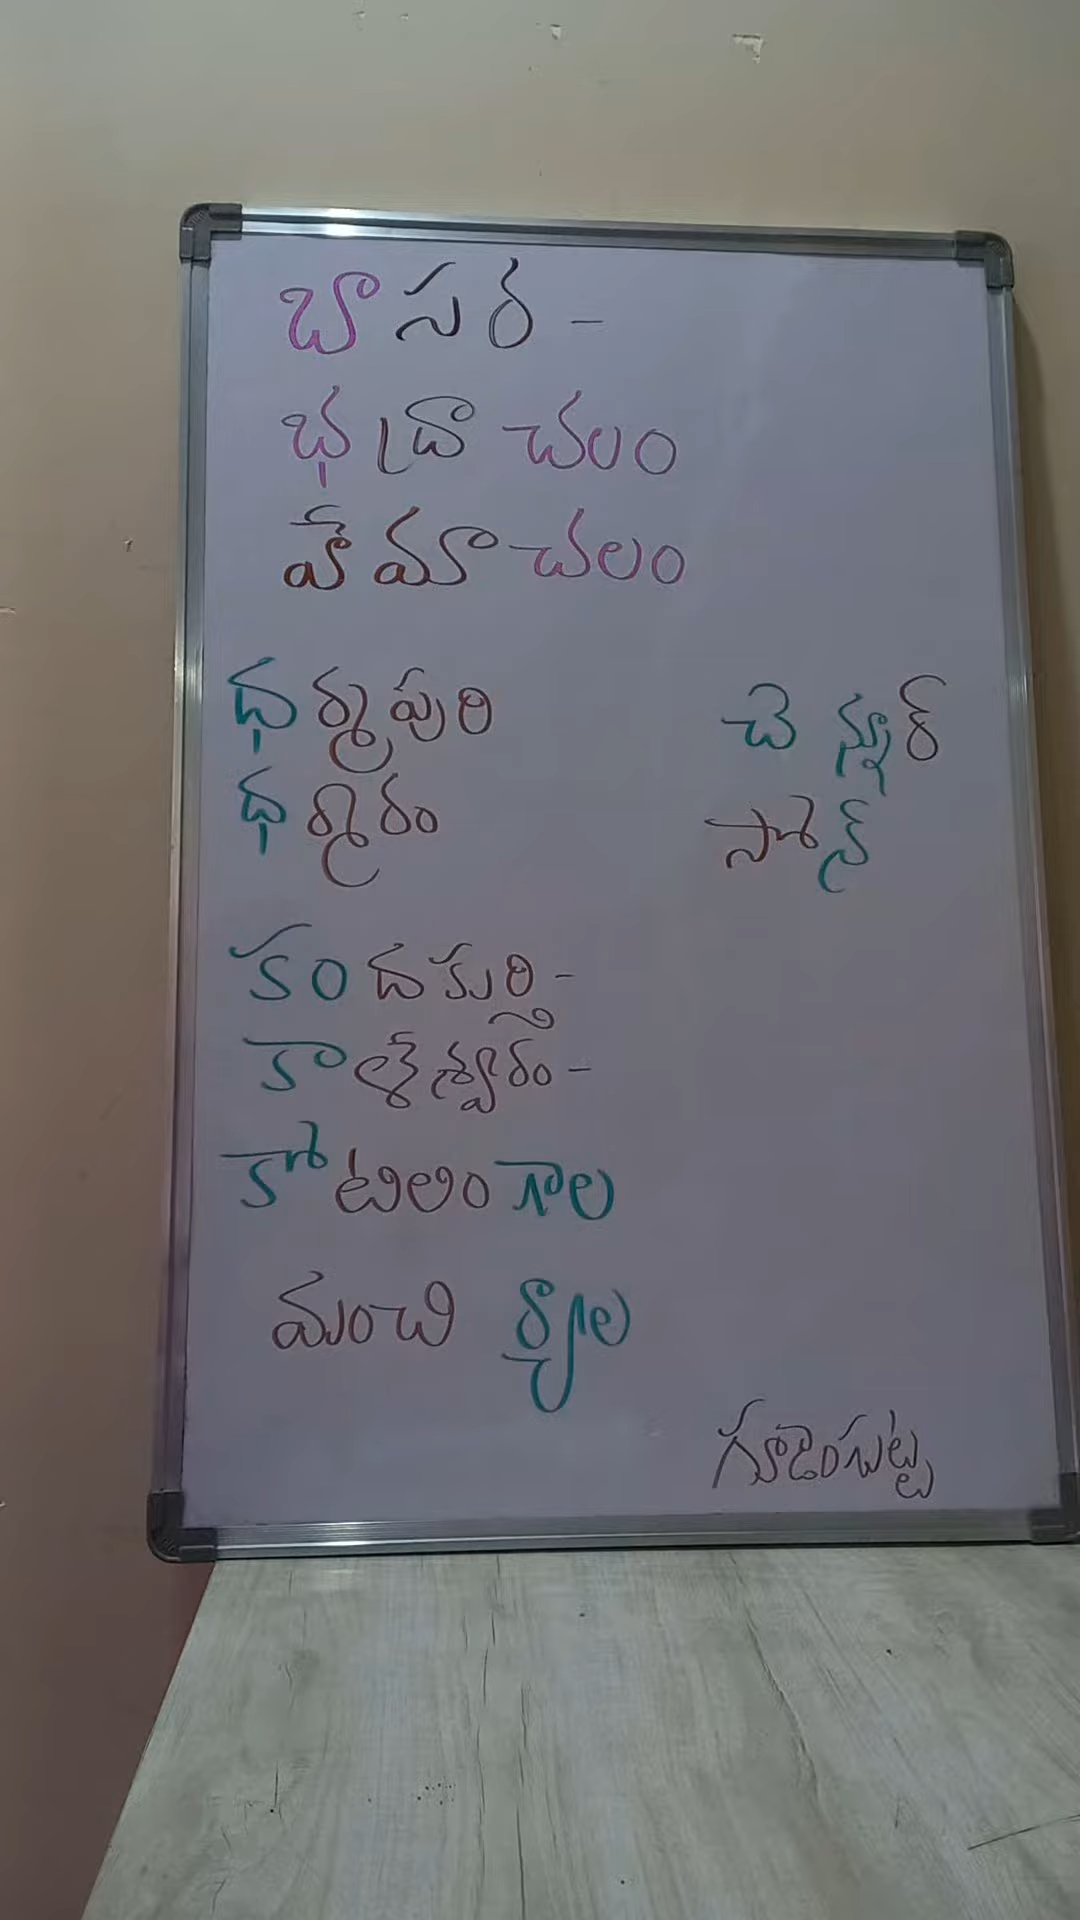 బాసర -
భద్రాచలం
హేమాచలం
ధర్మపురి
ధర్మారం
చెన్నూర్
సోన్
కందకుర్తి -
కాళేశ్వరం -
కోటిలింగాల
మంచిర్యాల
గూడెంగుట్ట